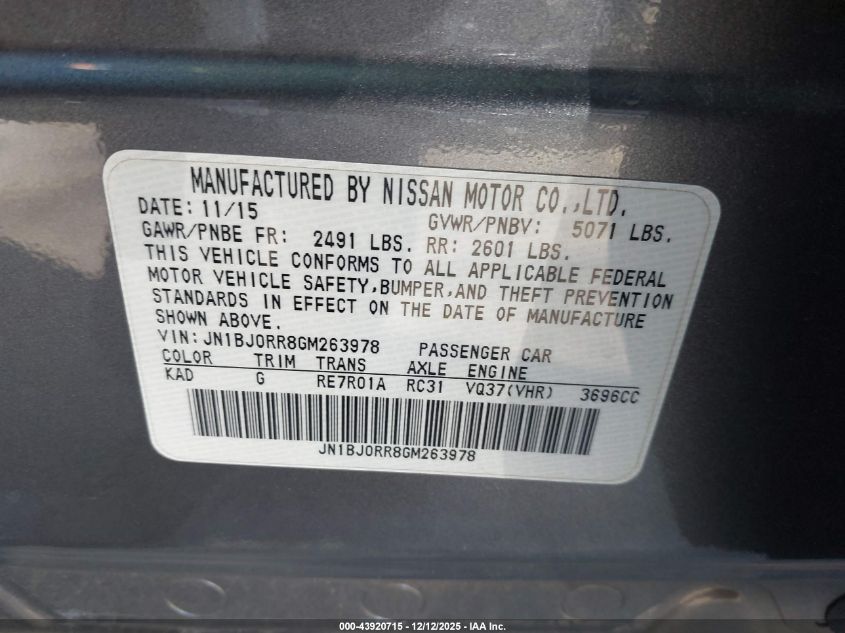 MANUFACTURED BY NISSAN MOTOR CO.,LTD.
DATE: 11/15 GVWR/PNBV: 5071 LBS.
GAWR/PNBE FR: 2491 LBS. RR: 2601 LBS.
THIS VEHICLE CONFORMS TO ALL APPLICABLE FEDERAL
MOTOR VEHICLE SAFETY,BUMPER,AND THEFT PREVENTION
STANDARDS IN EFFECT ON THE DATE OF MANUFACTURE
SHOWN ABOVE.
VIN:JN1BJ0RR8GM263978 PASSENGER CAR
COLOR TRIM TRANS AXLE ENGINE
KAD G RE7R01A RC31 VQ37(VHR) 3696CC
JN1BJ0RR8GM263978
000-43920715 - 12/12/2025 - IAA Inc.